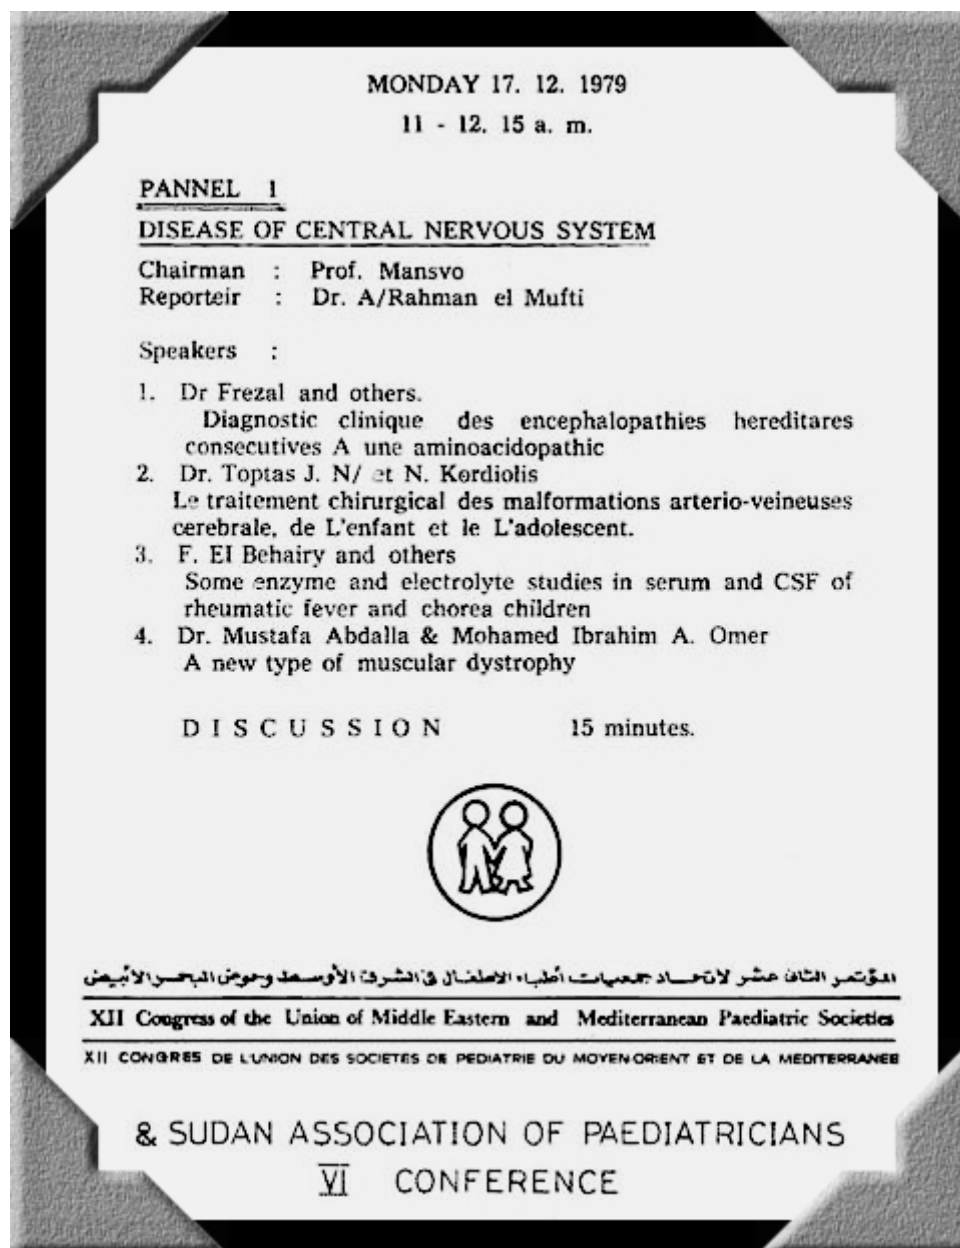 MONDAY 17. 12. 1979
11 - 12. 15 a. m.
PANNEL 1
DISEASE OF CENTRAL NERVOUS SYSTEM
Chairman : Prof. Mansvo
Reporteir : Dr. A/Rahman el Mufti
Speakers :
1. Dr Frezal and others.
Diagnostic clinique des encephalopathies hereditares
consecutives A une aminoacidopathic
2. Dr. Toptas J. N/ et N. Kordiolis
Le traitement chirurgical des malformations arterio-veineuses
cerebrale, de L'enfant et le L'adolescent.
3. F. El Behairy and others
Some enzyme and electrolyte studies in serum and CSF of
rheumatic fever and chorea children
4. Dr. Mustafa Abdalla & Mohamed Ibrahim A. Omer
A new type of muscular dystrophy
DISCUSSION 15 minutes.
المؤتمر الثانى عشر لاتحاد جمعيات أطباء الاطفال فى الشرق الأوسط وحوض البحر الأبيض
XII Congress of the Union of Middle Eastern and Mediterranean Paediatric Societies
XII CONGRES DE L'UNION DES SOCIETES DE PEDIATRIE DU MOYEN-ORIENT ET DE LA MEDITERRANEE
& SUDAN ASSOCIATION OF PAEDIATRICIANS
VI CONFERENCE